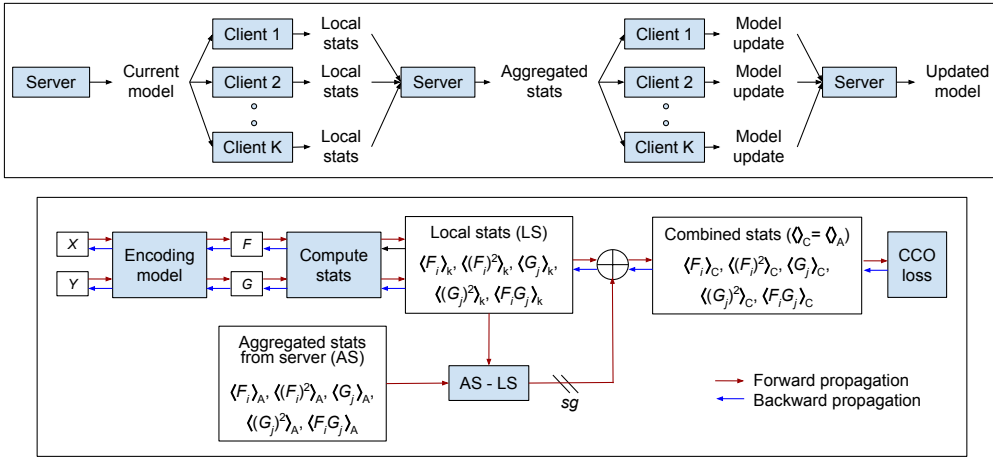 Server
Current
model
Client 1
Client 2
Client K
Local
stats
Local
stats
Local
stats
Server
Aggregated
stats
Client 1
Client 2
Client K
Model
update
Model
update
Model
update
Server
Updated
model
X
Y
Encoding
model
F
G
Compute
stats
Local stats (LS)
⟨F_i⟩_k, ⟨(F_i)²⟩_k, ⟨G_j⟩_k,
⟨(G_j)²⟩_k, ⟨F_iG_j⟩_k
Combined stats (⟨⟩_C = ⟨⟩_A)
⟨F_i⟩_C, ⟨(F_i)²⟩_C, ⟨G_j⟩_C,
⟨(G_j)²⟩_C, ⟨F_iG_j⟩_C
CCO
loss
Aggregated stats
from server (AS)
⟨F_i⟩_A, ⟨(F_i)²⟩_A, ⟨G_j⟩_A,
⟨(G_j)²⟩_A, ⟨F_iG_j⟩_A
AS - LS
sg
Forward propagation
Backward propagation